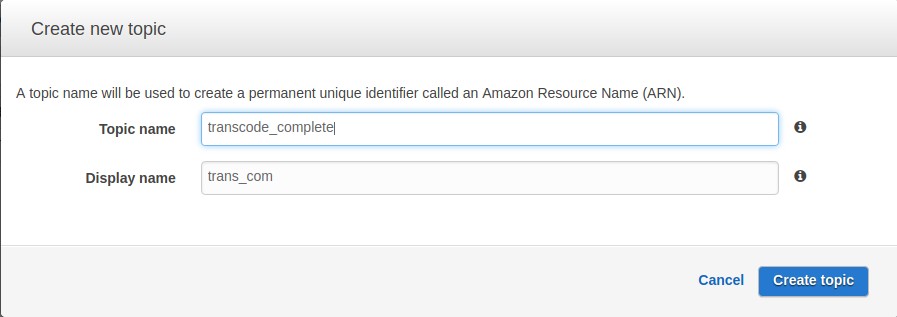 Create new topic
A topic name will be used to create a permanent unique identifier called an Amazon Resource Name (ARN).
Topic name transcode_complete
Display name trans_com
Cancel Create topic